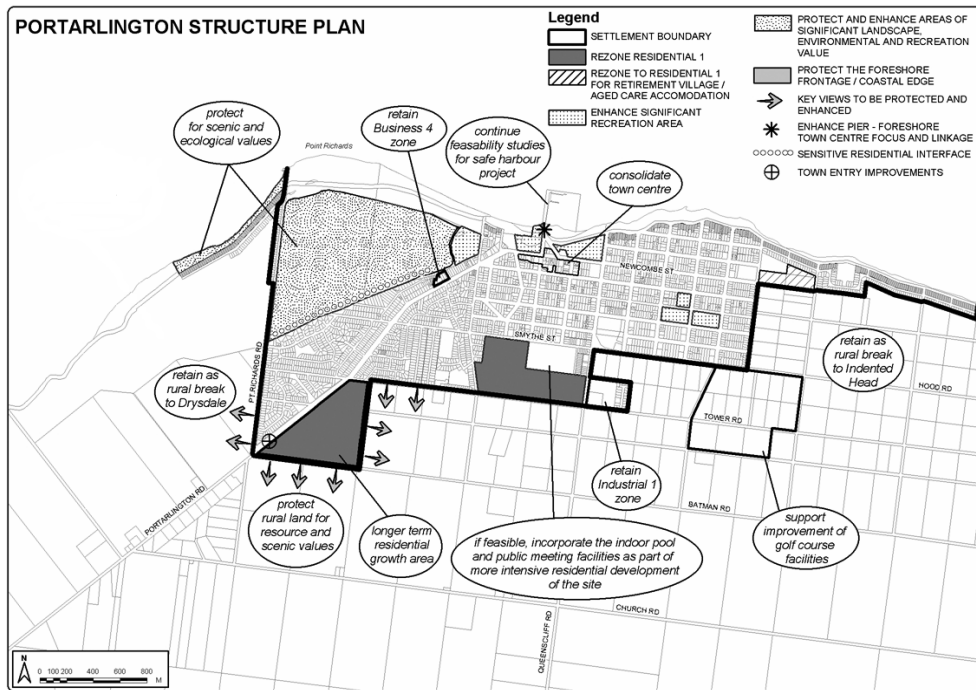 PORTARLINGTON STRUCTURE PLAN
Legend
SETTLEMENT BOUNDARY
REZONE RESIDENTIAL 1
REZONE TO RESIDENTIAL 1
FOR RETIREMENT VILLAGE /
AGED CARE ACCOMODATION
ENHANCE SIGNIFICANT
RECREATION AREA
PROTECT AND ENHANCE AREAS OF
SIGNIFICANT LANDSCAPE,
ENVIRONMENTAL AND RECREATION
VALUE
PROTECT THE FORESHORE
FRONTAGE / COASTAL EDGE
KEY VIEWS TO BE PROTECTED AND
ENHANCED
ENHANCE PIER - FORESHORE
TOWN CENTRE FOCUS AND LINKAGE
SENSITIVE RESIDENTIAL INTERFACE
TOWN ENTRY IMPROVEMENTS
protect
for scenic and
ecological values
Point Richards
retain
Business 4
zone
continue
feasability studies
for safe harbour
project
consolidate
town centre
NEWCOMBE ST
SMYTHE ST
PT.RICHARDS RD
retain as
rural break
to Drysdale
retain as
rural break
to Indented
Head
HOOD RD
TOWER RD
BATMAN RD
PORTARLINGTON RD
protect
rural land for
resource and
scenic values
longer term
residential
growth area
if feasible, incorporate the indoor pool
and public meeting facilities as part of
more intensive residential development
of the site
retain
Industrial 1
zone
support
improvement of
golf course
facilities
CHURCH RD
QUEENSCLIFF RD
N
0 100 200 400 600 800
M